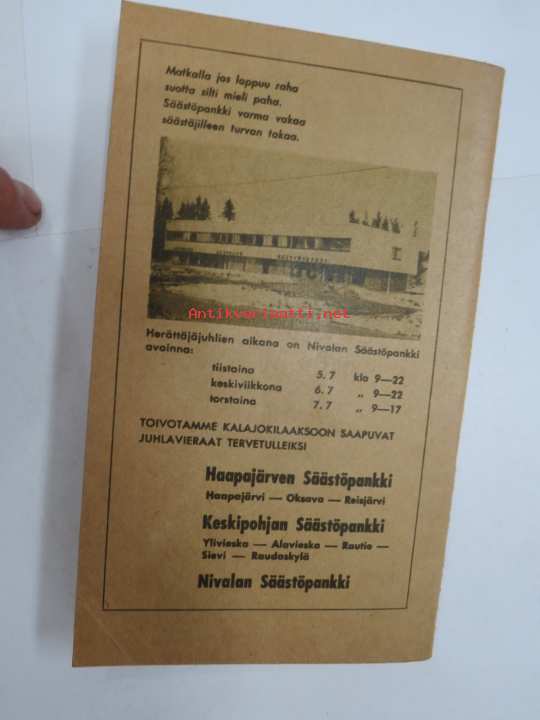 Matkalla jos loppuu raha
suotta silti mieli paha.
Säästöpankki varma vakaa
säästäjilleen turvan takaa.
Antikvariaatti.net
Herättäjäjuhlien aikana on Nivalan Säästöpankki
avoinna:
tiistaina 5.7 klo 9—22
keskiviikkona 6.7 „ 9—22
torstaina 7.7 „ 9—17
TOIVOTAMME KALAJOKILAAKSOON SAAPUVAT
JUHLAVIERAAT TERVETULLEIKSI
Haapajärven Säästöpankki
Haapajärvi — Oksava — Reisjärvi
Keskipohjan Säästöpankki
Ylivieska — Alavieska — Rautio —
Sievi — Raudaskylä
Nivalan Säästöpankki